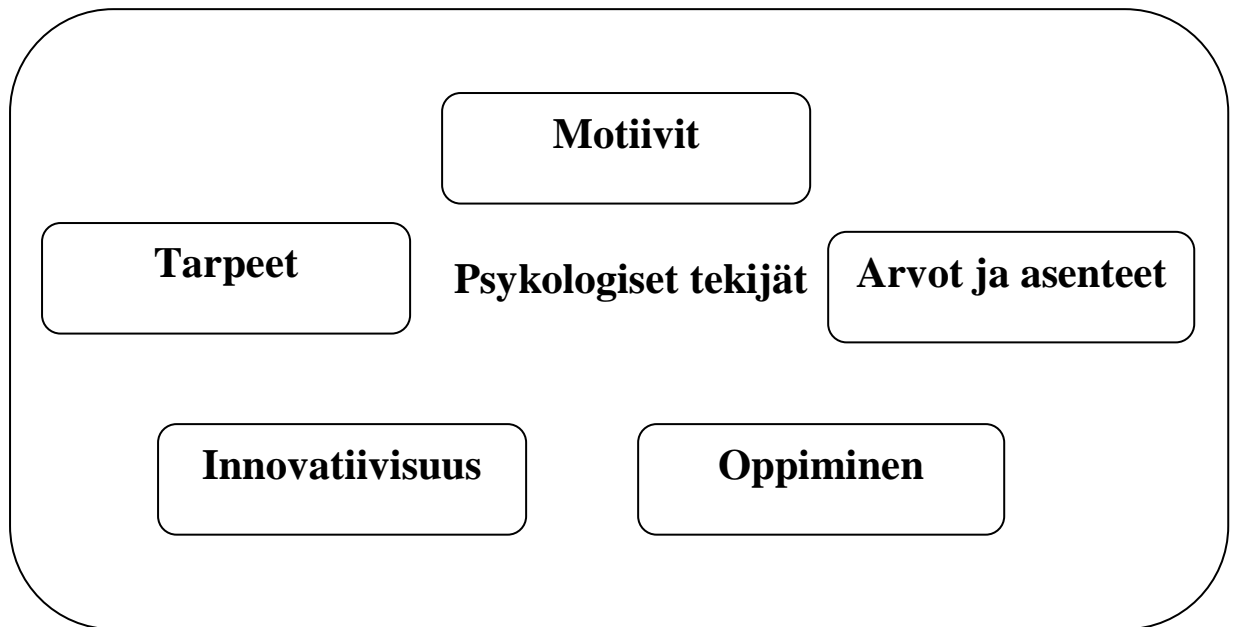 Motiivit
Tarpeet
Psykologiset tekijät
Arvot ja asenteet
Innovatiivisuus
Oppiminen